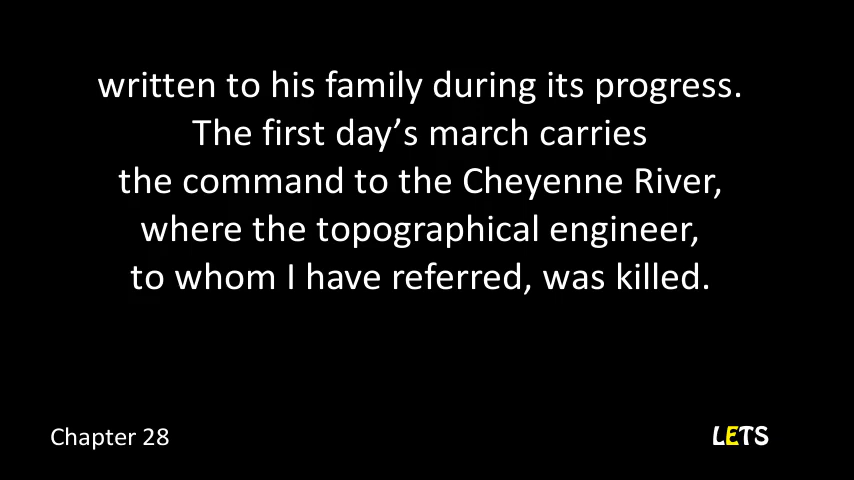 written to his family during its progress.
The first day’s march carries
the command to the Cheyenne River,
where the topographical engineer,
to whom I have referred, was killed.
Chapter 28
LETS